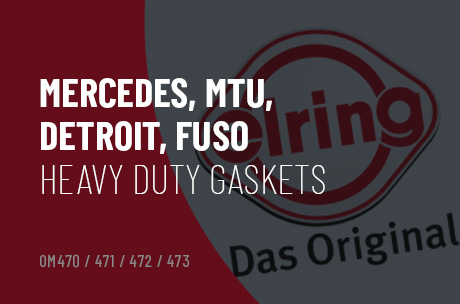 MERCEDES, MTU,
DETROIT, FUSO
HEAVY DUTY GASKETS
OM470 / 471 / 472 / 473
elring
Das Original